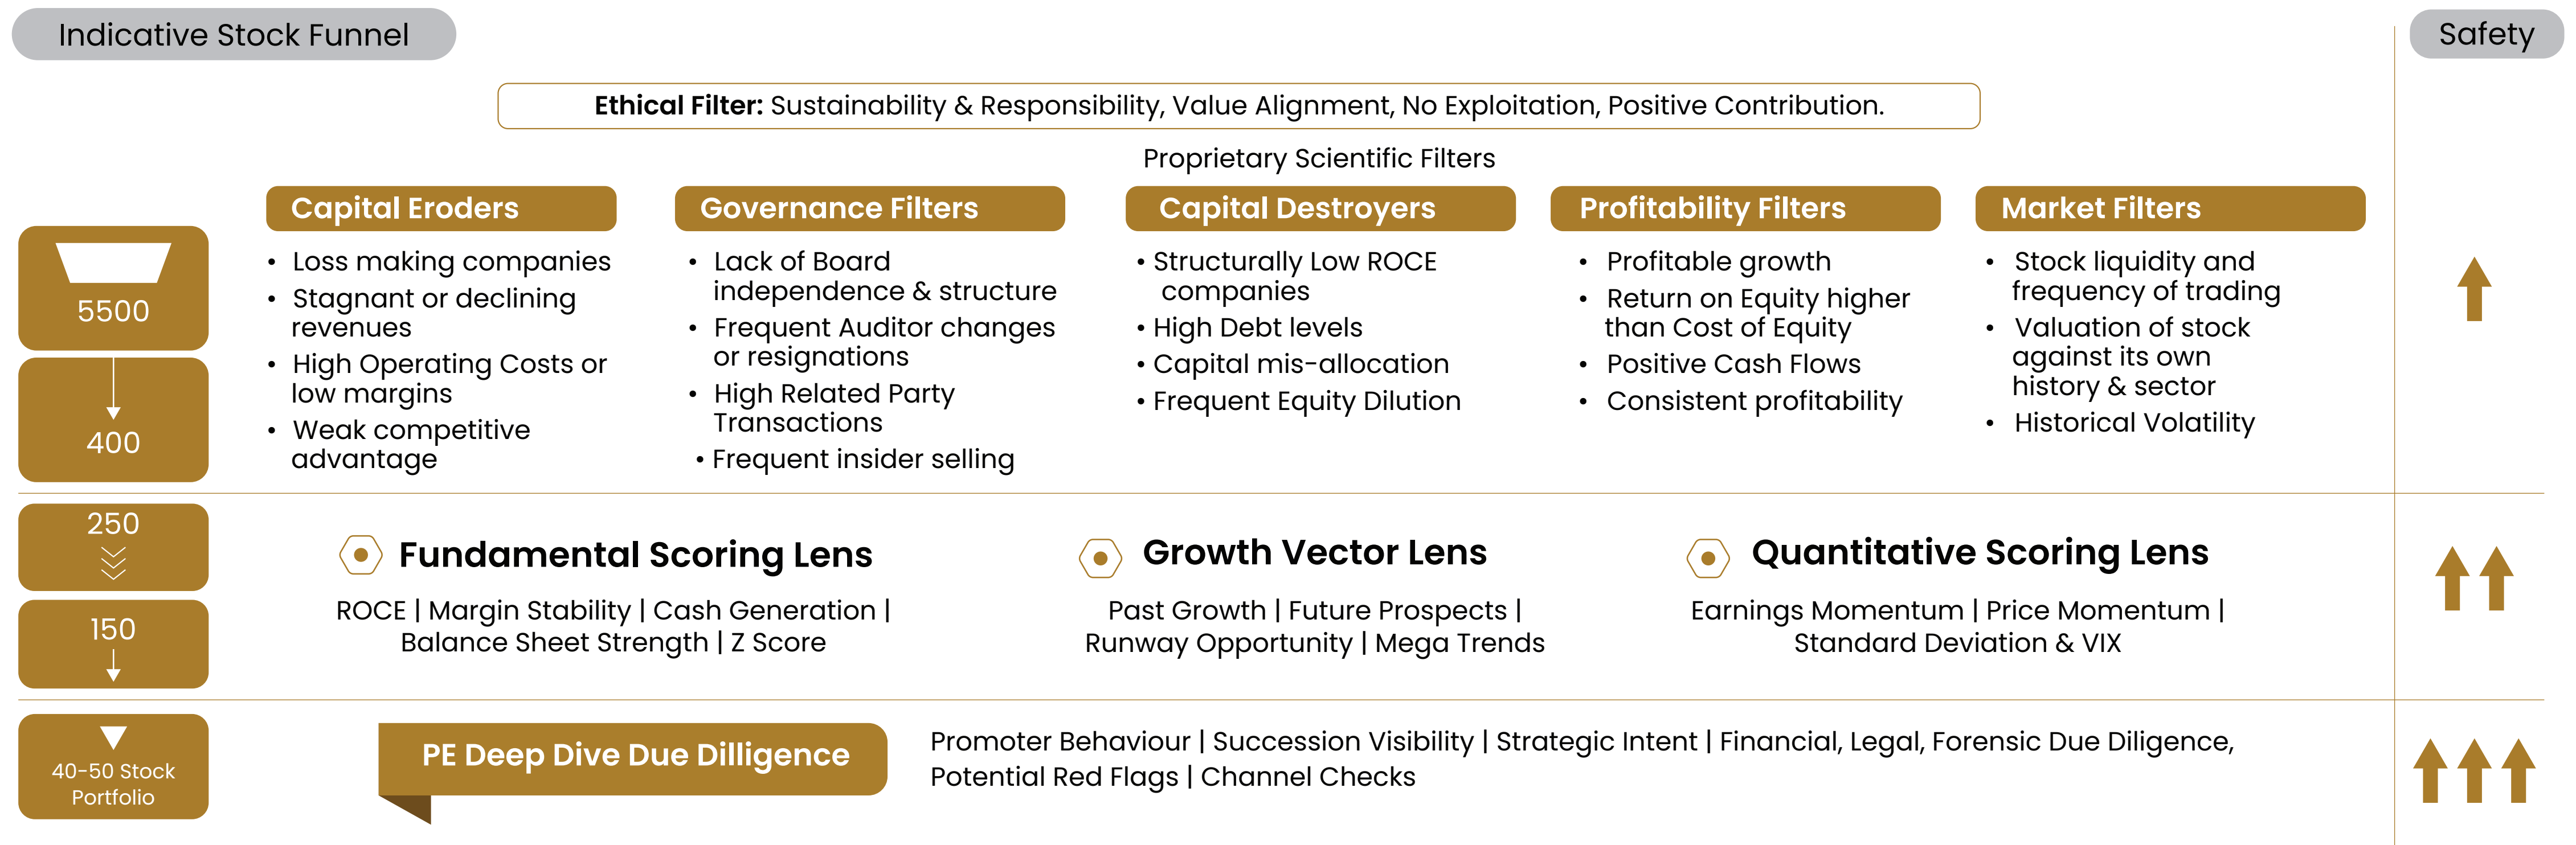 Indicative Stock Funnel
Safety
Ethical Filter: Sustainability & Responsibility, Value Alignment, No Exploitation, Positive Contribution.
Proprietary Scientific Filters
5500
400
Capital Eroders
• Loss making companies
• Stagnant or declining
revenues
• High Operating Costs or
low margins
• Weak competitive
advantage
Governance Filters
• Lack of Board
independence & structure
• Frequent Auditor changes
or resignations
• High Related Party
Transactions
• Frequent insider selling
Capital Destroyers
• Structurally Low ROCE
companies
• High Debt levels
• Capital mis-allocation
• Frequent Equity Dilution
Profitability Filters
• Profitable growth
• Return on Equity higher
than Cost of Equity
• Positive Cash Flows
• Consistent profitability
Market Filters
• Stock liquidity and
frequency of trading
• Valuation of stock
against its own
history & sector
• Historical Volatility
250
150
Fundamental Scoring Lens
ROCE | Margin Stability | Cash Generation |
Balance Sheet Strength | Z Score
Growth Vector Lens
Past Growth | Future Prospects |
Runway Opportunity | Mega Trends
Quantitative Scoring Lens
Earnings Momentum | Price Momentum |
Standard Deviation & VIX
40-50 Stock
Portfolio
PE Deep Dive Due Dilligence
Promoter Behaviour | Succession Visibility | Strategic Intent | Financial, Legal, Forensic Due Diligence,
Potential Red Flags | Channel Checks